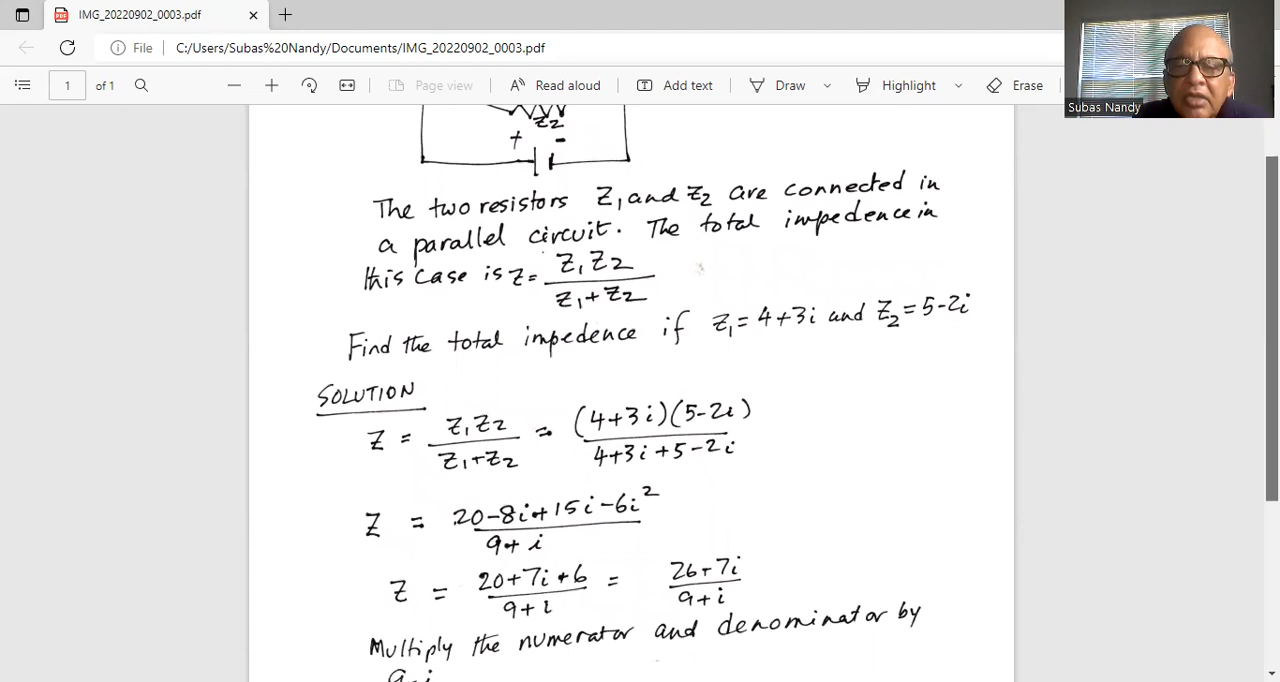 IMG_20220902_0003.pdf
File C:/Users/Subas%20Nandy/Documents/IMG_20220902_0003.pdf
1 of 1 Page view Read aloud Add text Draw Highlight Erase
Subas Nandy
Z2
+ -
The two resistors Z1 and Z2 are connected in
a parallel circuit. The total impedence in
this case is Z = Z1Z2 / Z1+Z2
Find the total impedence if Z1 = 4+3i and Z2 = 5-2i
SOLUTION
Z = Z1Z2 / Z1+Z2 = (4+3i)(5-2i) / 4+3i+5-2i
Z = 20-8i+15i-6i² / 9+i
Z = 20+7i+6 / 9+i = 26+7i / 9+i
Multiply the numerator and denominator by
9-i